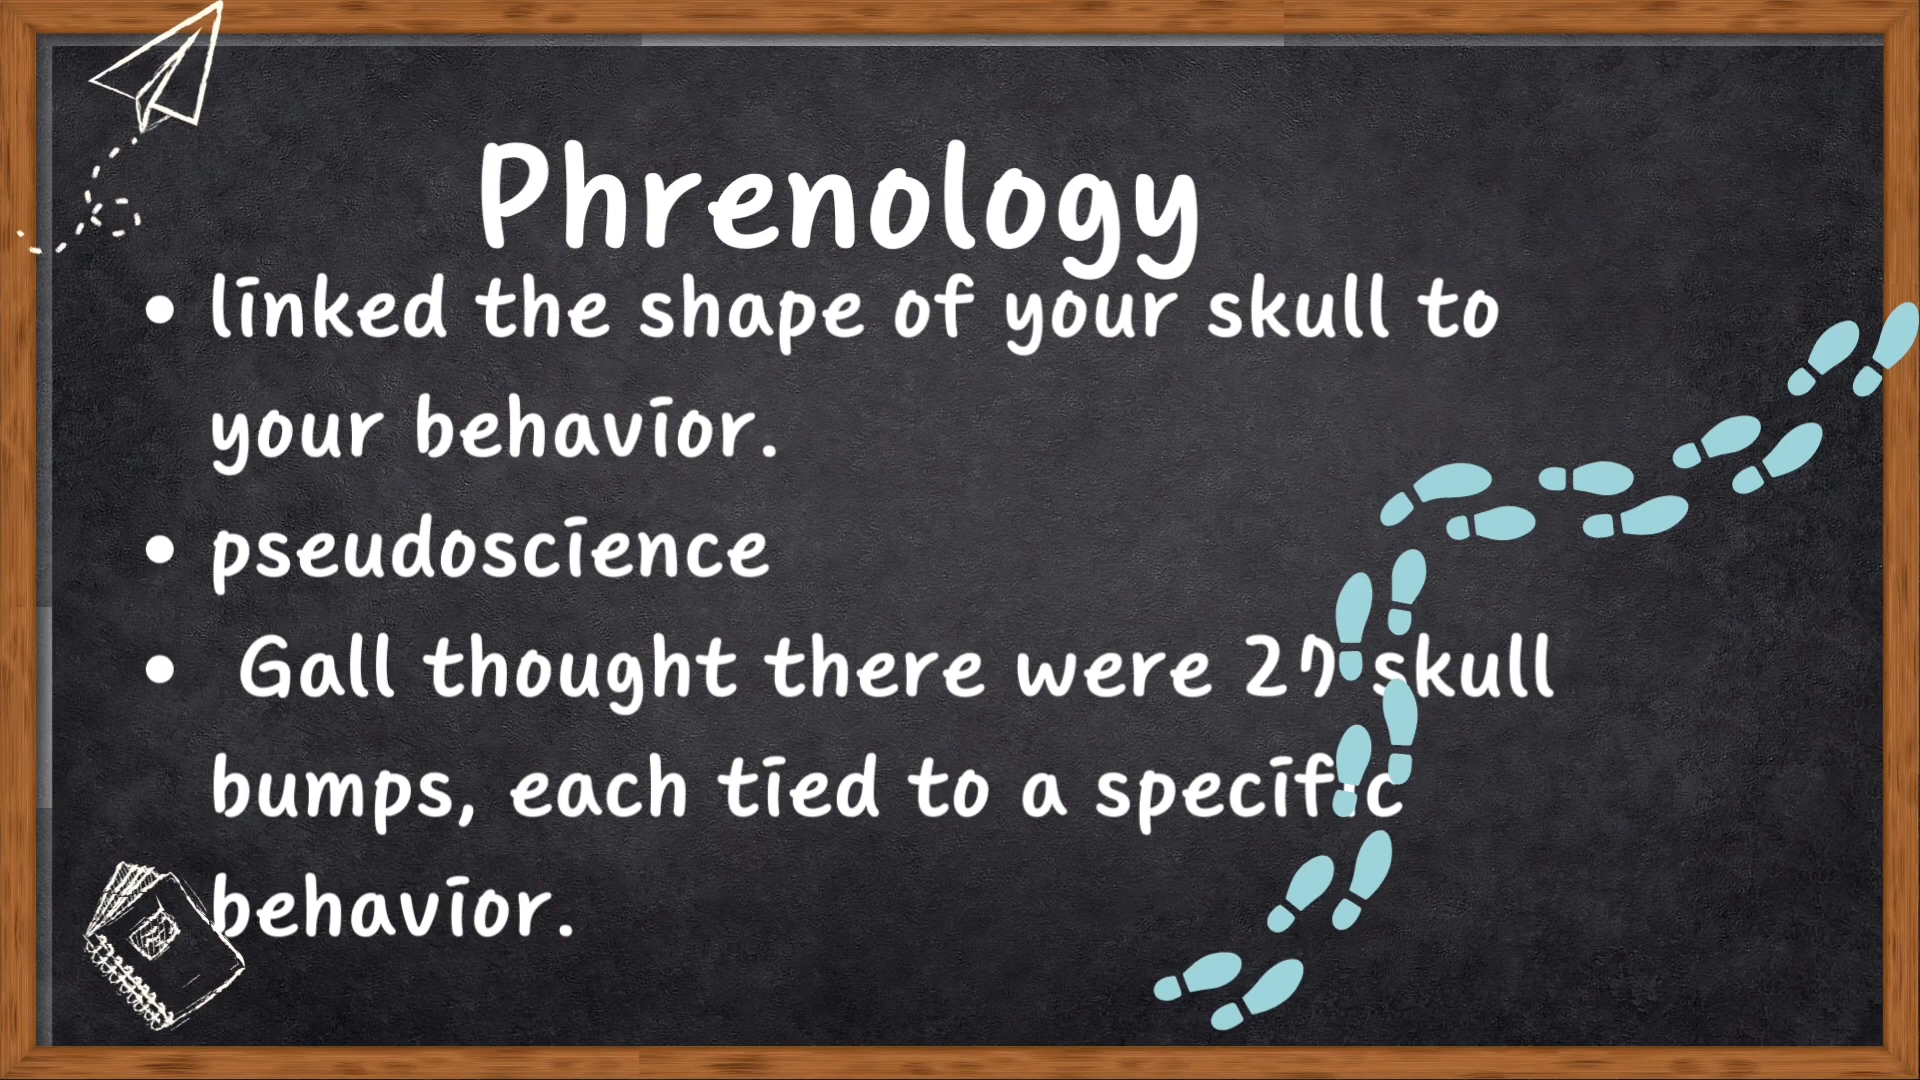 Phrenology
• linked the shape of your skull to
your behavior.
• pseudoscience
• Gall thought there were 27 skull
bumps, each tied to a specific
behavior.